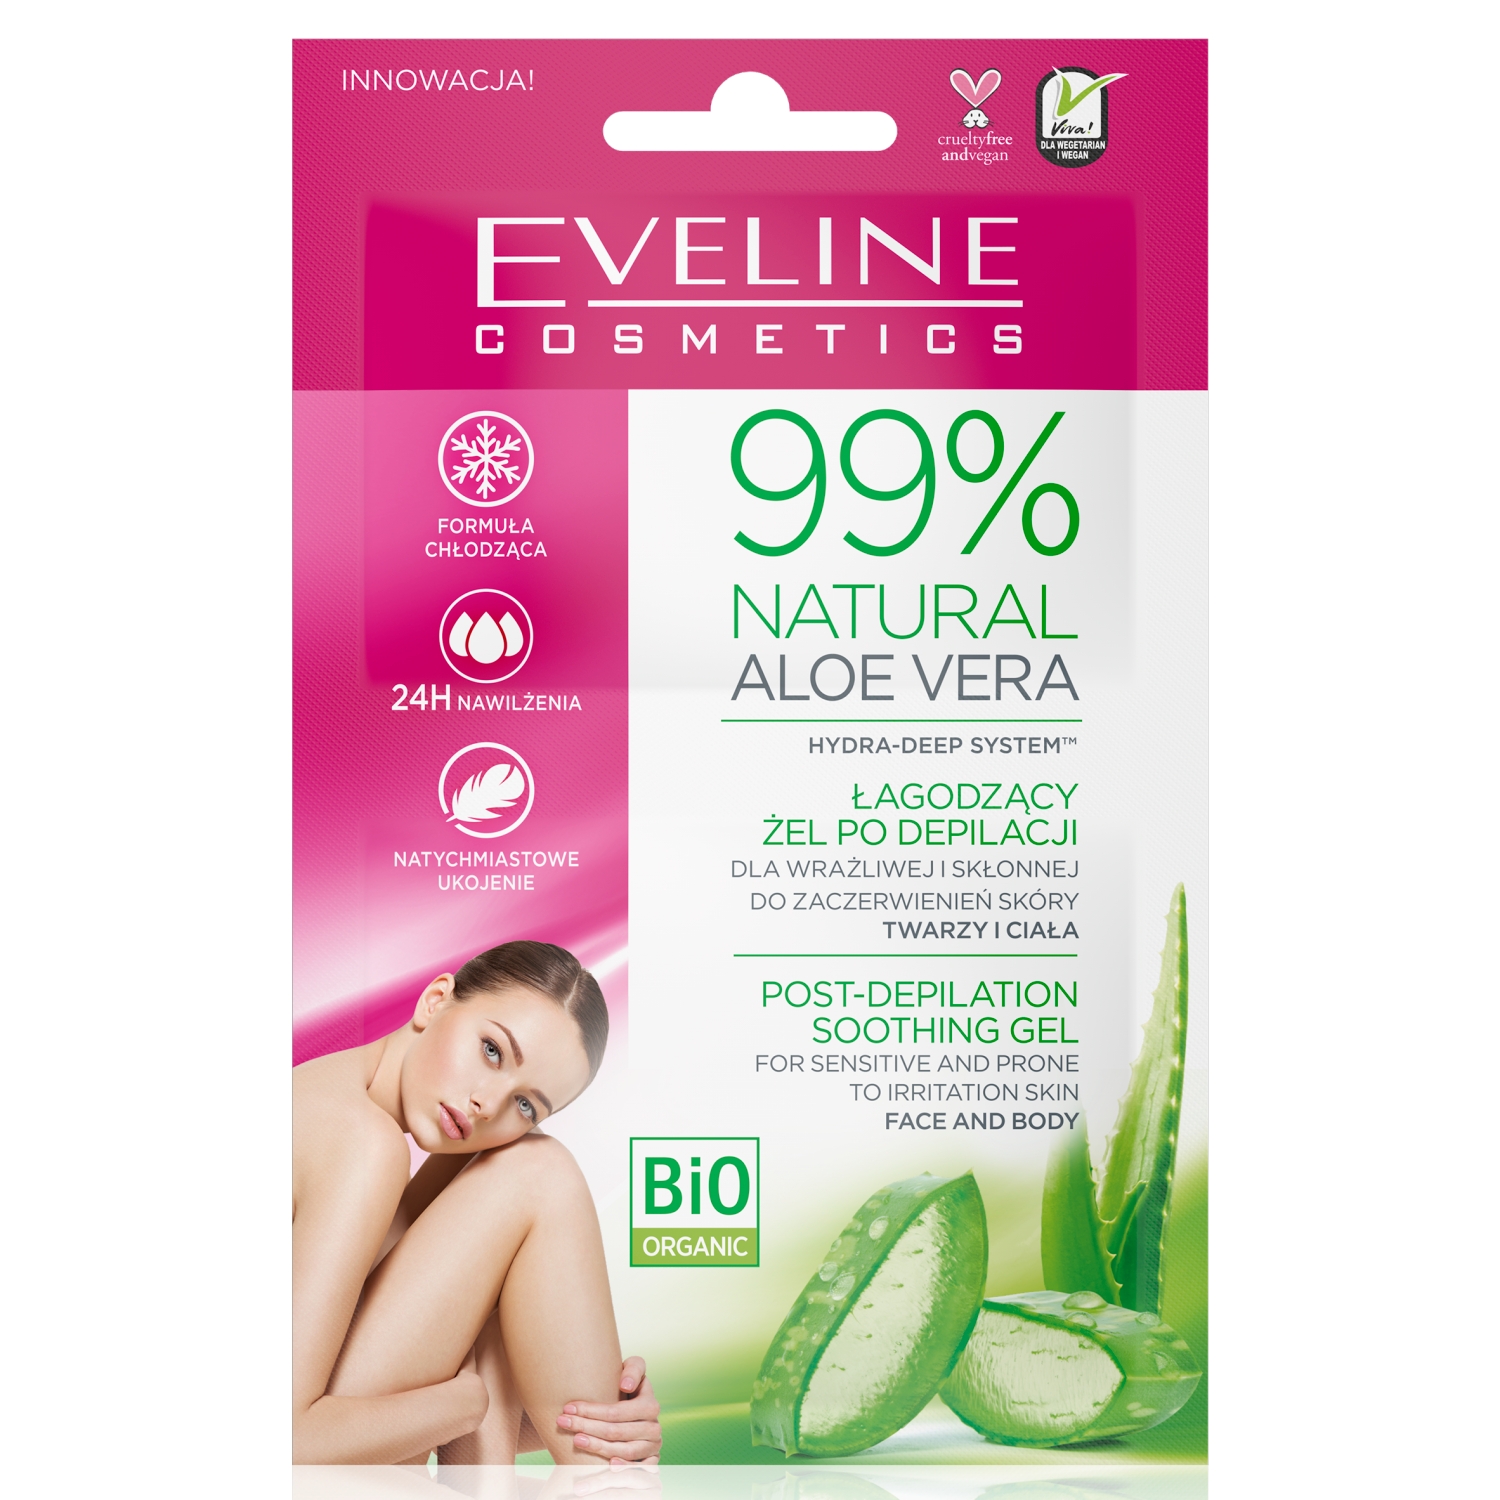 INNOWACJA!
crueltyfree
andvegan
Viva!
DLA WEGETARIAN
I WEGAN
EVELINE
COSMETICS
FORMUŁA
CHŁODZĄCA
24H NAWILŻENIA
NATYCHMIASTOWE
UKOJENIE
99%
NATURAL
ALOE VERA
HYDRA-DEEP SYSTEM™
ŁAGODZĄCY
ŻEL PO DEPILACJI
DLA WRAŻLIWEJ I SKŁONNEJ
DO ZACZERWIENIEŃ SKÓRY
TWARZY I CIAŁA
POST-DEPILATION
SOOTHING GEL
FOR SENSITIVE AND PRONE
TO IRRITATION SKIN
FACE AND BODY
BiO
ORGANIC